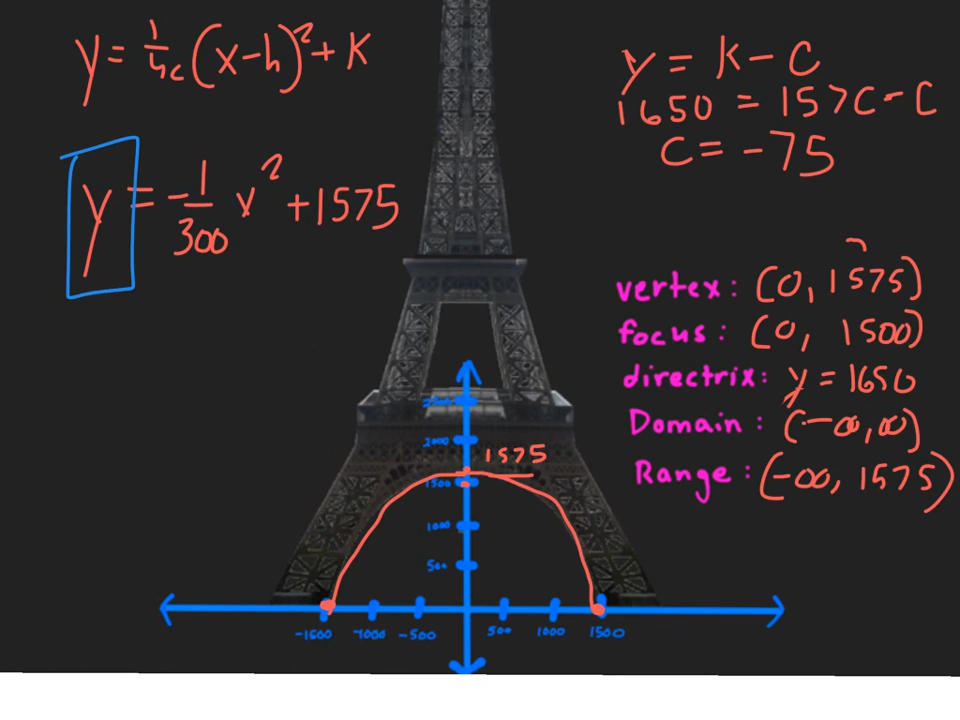 y = 1/4c (x-h)² + K
y = -1/300 x² + 1575
y = K - C
1650 = 157C - C
C = -75
vertex: (0, 1575)
focus: (0, 1500)
directrix: y = 1650
Domain: (-∞, ∞)
Range: (-∞, 1575)
2000
1575
1500
1000
500
-1500 -1000 -500 500 1000 1500